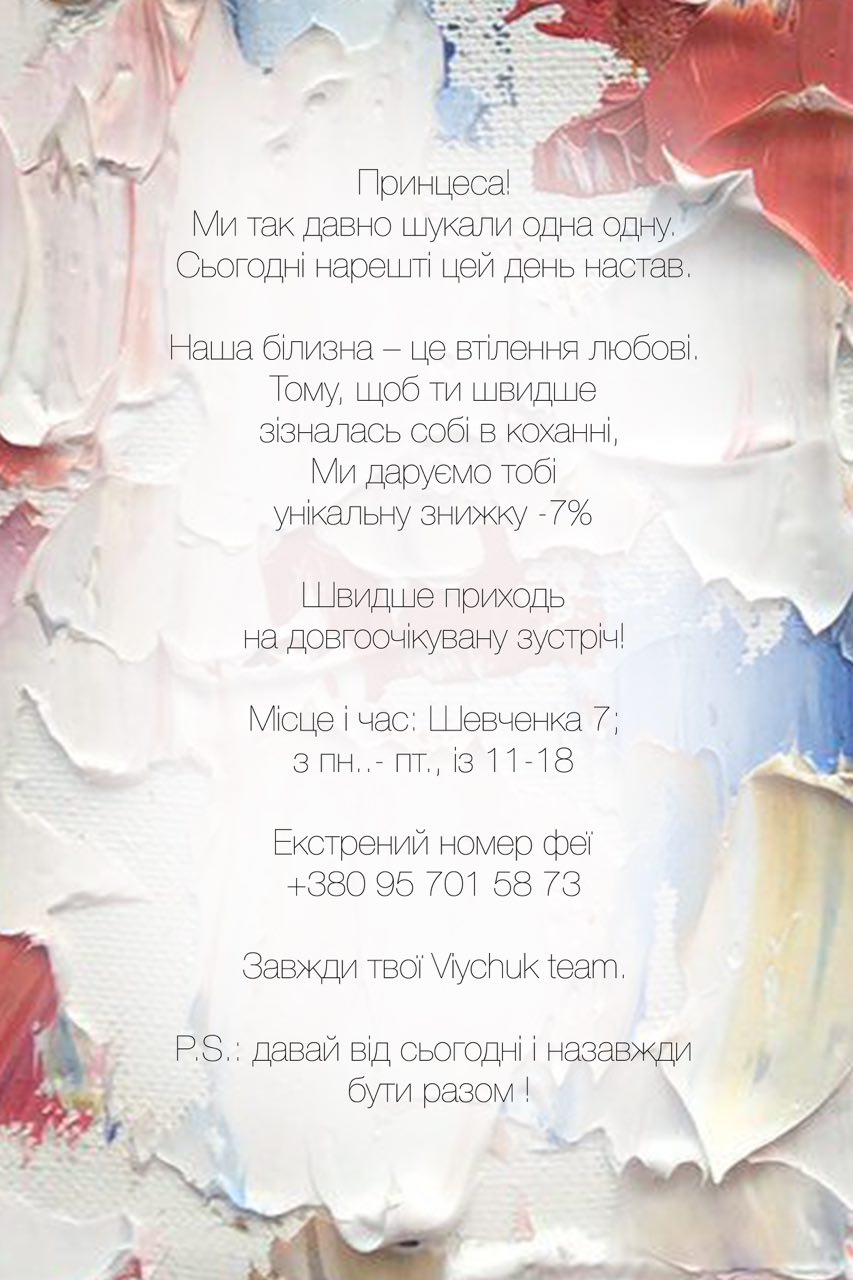 Принцеса!
Ми так давно шукали одна одну.
Сьогодні нарешті цей день настав.
Наша білизна – це втілення любові.
Тому, щоб ти швидше
зізналась собі в коханні,
Ми даруємо тобі
унікальну знижку -7%
Швидше приходь
на довгоочікувану зустріч!
Місце і час: Шевченка 7;
з пн..- пт., із 11-18
Екстрений номер феї
+380 95 701 58 73
Завжди твої Viychuk team.
P.S.: давай від сьогодні і назавжди
бути разом !